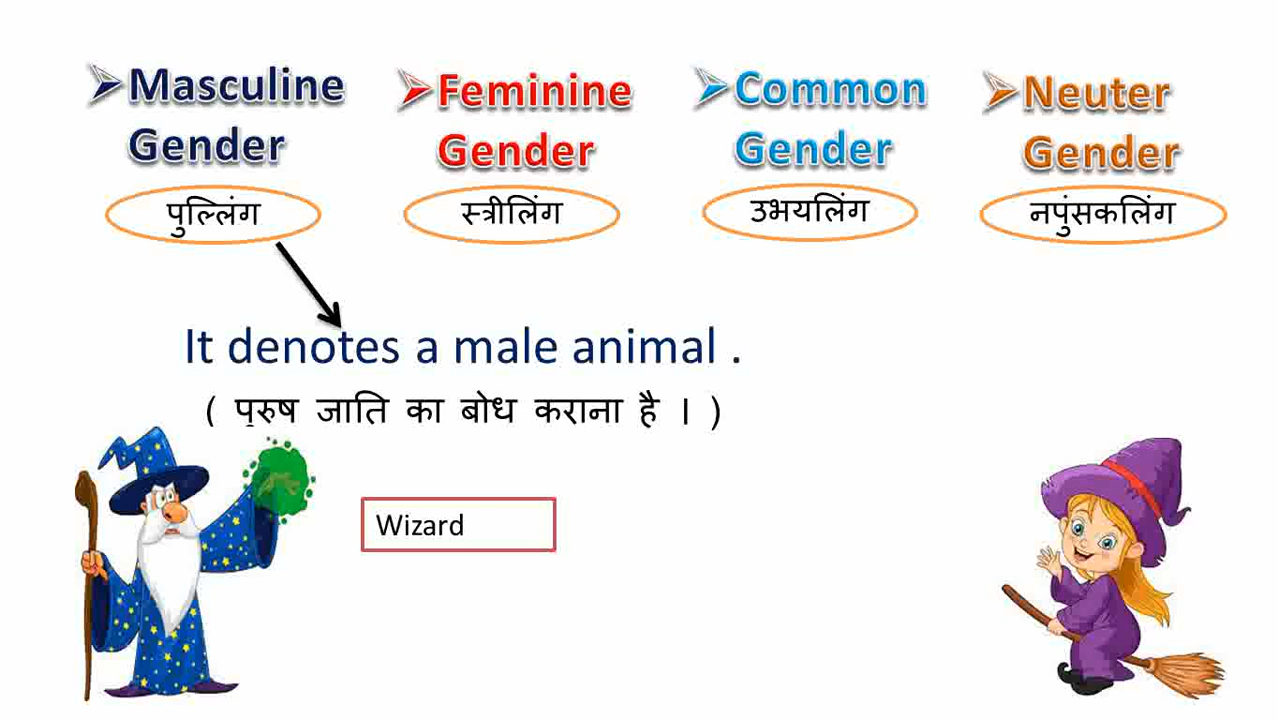 Masculine Gender
Feminine Gender
Common Gender
Neuter Gender
पुल्लिंग
स्त्रीलिंग
उभयलिंग
नपुंसकलिंग
It denotes a male animal .
( पुरुष जाति का बोध कराना है । )
Wizard